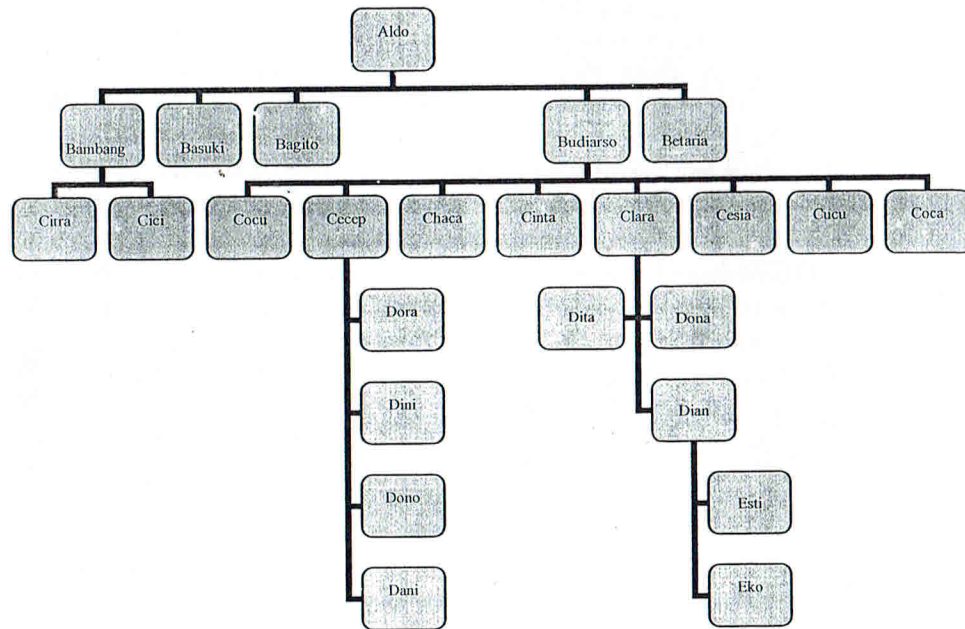 Aldo
Bambang
Basuki
Bagito
Budiarso
Betaria
Citra
Cici
Cocu
Cecep
Chaca
Cinta
Clara
Cesia
Cucu
Coca
Dora
Dita
Dona
Dini
Dian
Dono
Esti
Dani
Eko